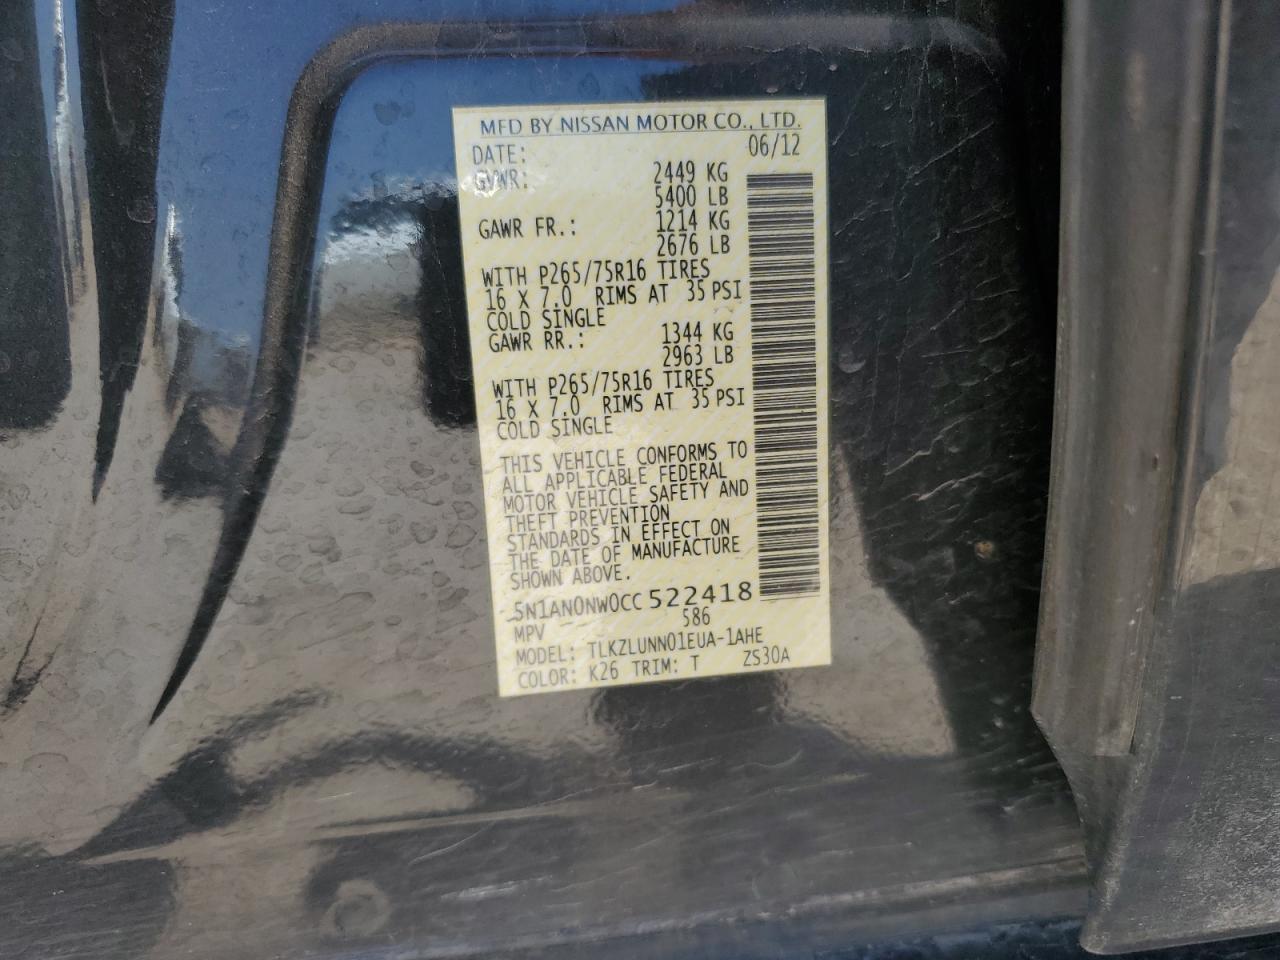 MFD BY NISSAN MOTOR CO., LTD.
DATE: 06/12
GVWR: 2449 KG
5400 LB
GAWR FR.: 1214 KG
2676 LB
WITH P265/75R16 TIRES
16 X 7.0 RIMS AT 35 PSI
COLD SINGLE
GAWR RR.: 1344 KG
2963 LB
WITH P265/75R16 TIRES
16 X 7.0 RIMS AT 35 PSI
COLD SINGLE
THIS VEHICLE CONFORMS TO
ALL APPLICABLE FEDERAL
MOTOR VEHICLE SAFETY AND
THEFT PREVENTION
STANDARDS IN EFFECT ON
THE DATE OF MANUFACTURE
SHOWN ABOVE.
5N1AN0NW0CC522418
MPV 586
MODEL: TLKZLUNN01EUA-1AHE
COLOR: K26 TRIM: T ZS30A